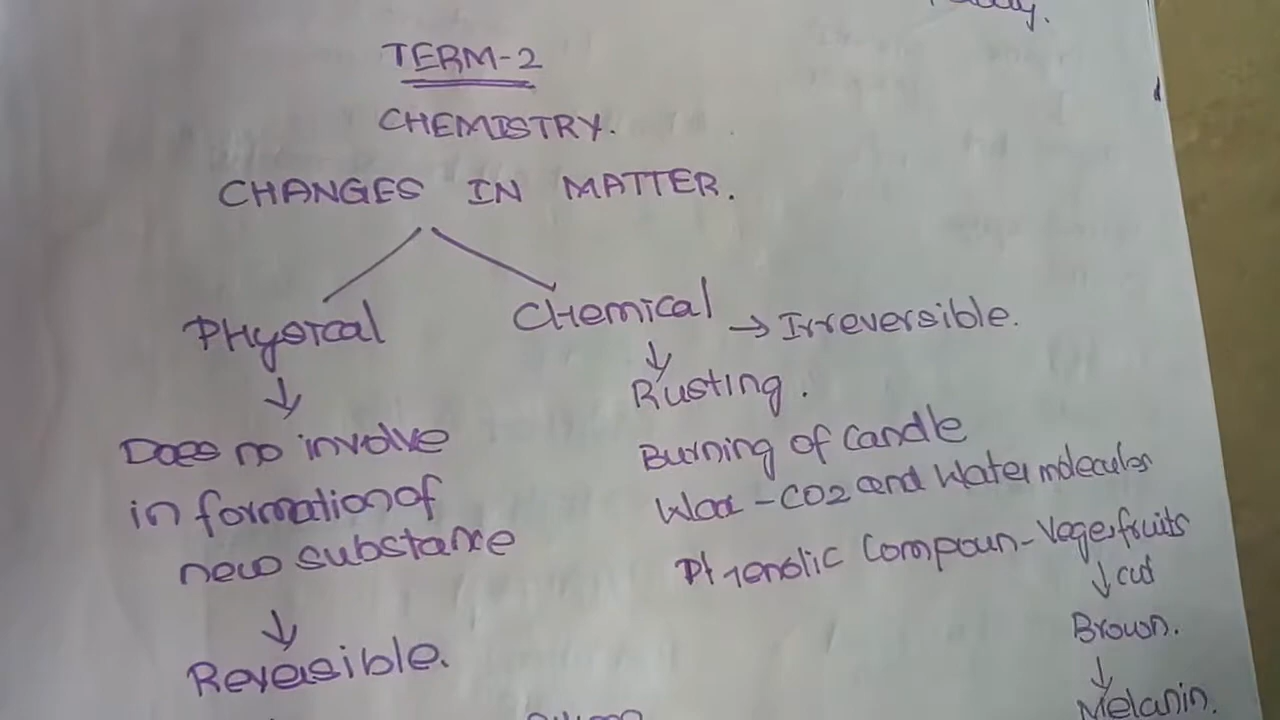 TERM-2
CHEMISTRY.
CHANGES IN MATTER.
Physical
Chemical → Irreversible.
↓
Does no involve
in formation of
new substance
↓
Reversible.
↓
Rusting.
Burning of Candle
Wax - CO2 and Water molecules
Phenolic Compoun - Vege, fruits
↓ cut
Brown.
↓
Melanin.